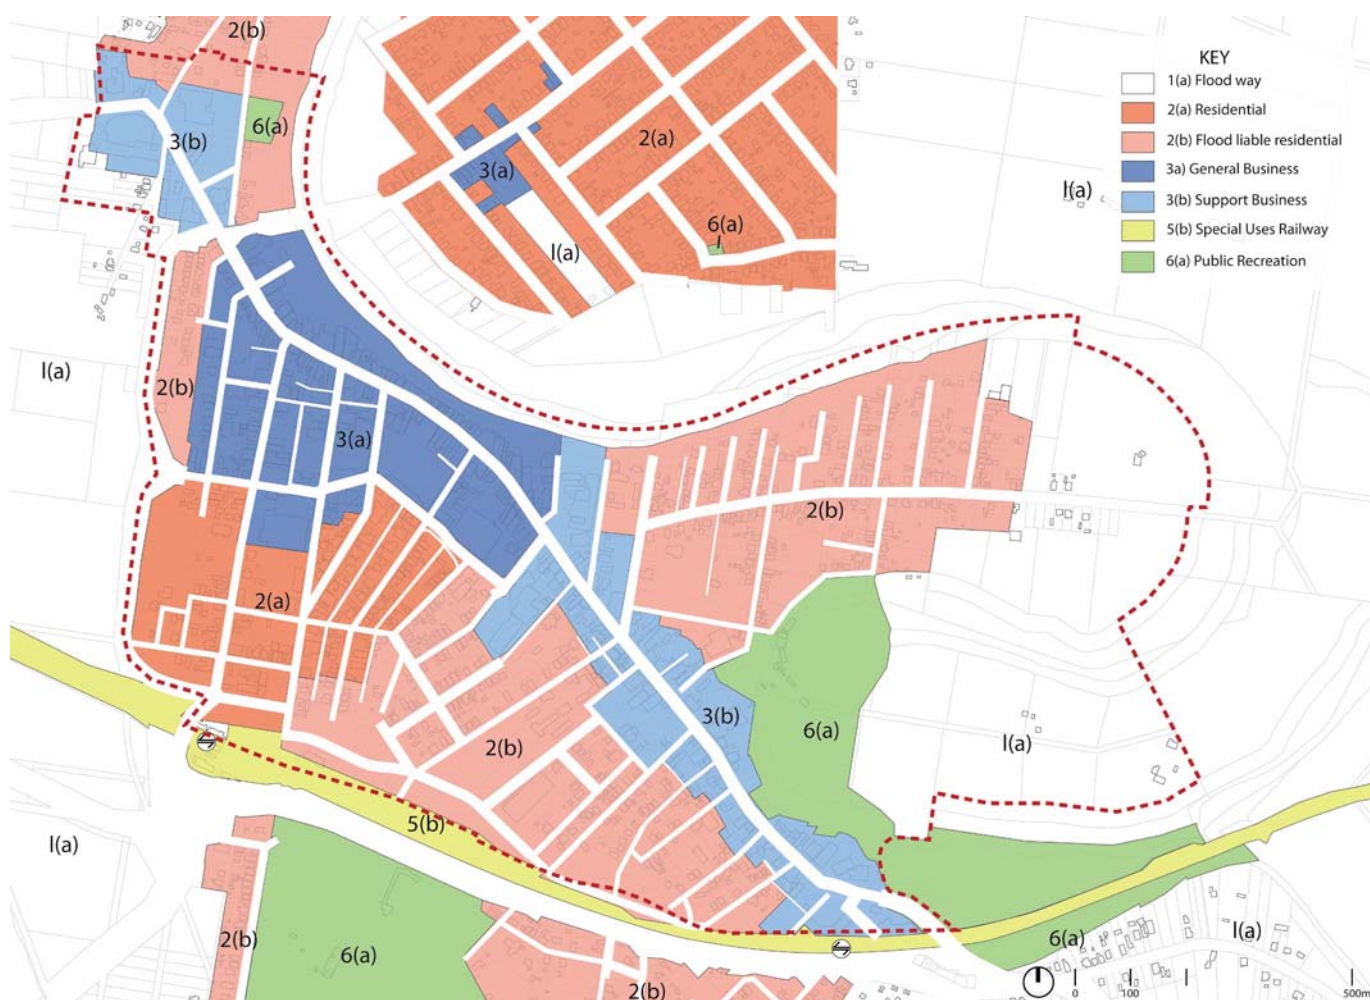 2(b)
KEY
1(a) Flood way
2(a) Residential
2(b) Flood liable residential
3a) General Business
3(b) Support Business
5(b) Special Uses Railway
6(a) Public Recreation
6(a)
3(b)
2(a)
3(a)
l(a)
6(a)
l(a)
l(a)
2(b)
3(a)
2(b)
2(a)
3(b)
6(a)
2(b)
l(a)
5(b)
l(a)
2(b)
6(a)
6(a)
l(a)
2(b)
0
100
500m